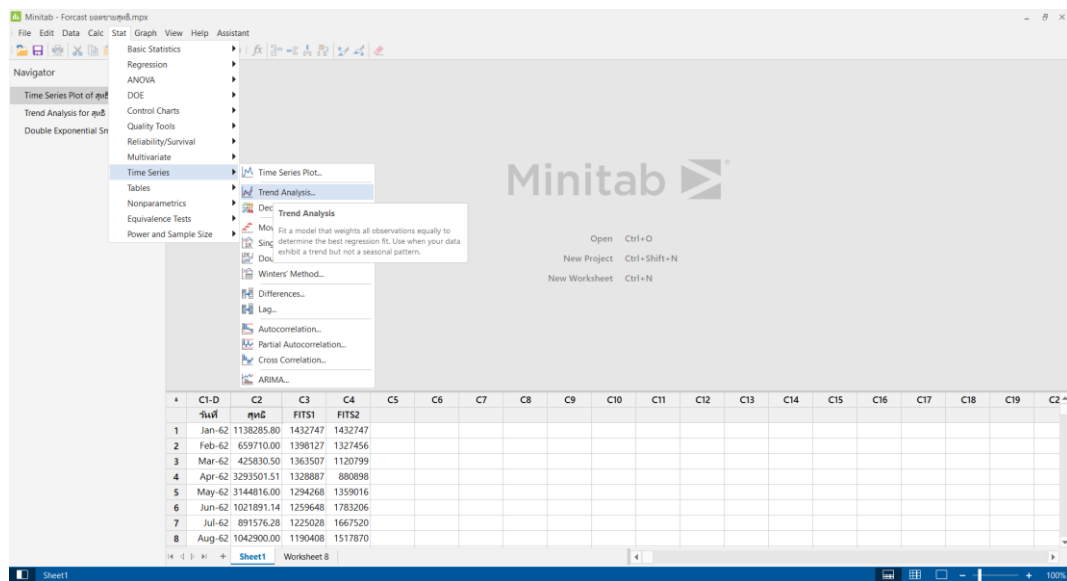 Minitab - Forcast ยอดขายสุทธิ.mpx
File Edit Data Calc Stat Graph View Help Assistant
Navigator
Time Series Plot of สุทธิ
Trend Analysis for สุทธิ
Double Exponential Sm
Basic Statistics
Regression
ANOVA
DOE
Control Charts
Quality Tools
Reliability/Survival
Multivariate
Time Series
Tables
Nonparametrics
Equivalence Tests
Power and Sample Size
Time Series Plot...
Trend Analysis...
Dec
Mov
Sing
Dou
Winters' Method...
Differences...
Lag...
Autocorrelation...
Partial Autocorrelation...
Cross Correlation...
ARIMA...
Trend Analysis
Fit a model that weights all observations equally to
determine the best regression fit. Use when your data
exhibit a trend but not a seasonal pattern.
Minitab
Open Ctrl+O
New Project Ctrl+Shift+N
New Worksheet Ctrl+N
C1-D C2 C3 C4 C5 C6 C7 C8 C9 C10 C11 C12 C13 C14 C15 C16 C17 C18 C19 C2
วันที่ สุทธิ FITS1 FITS2
1 Jan-62 1138285.80 1432747 1432747
2 Feb-62 659710.00 1398127 1327456
3 Mar-62 425830.50 1363507 1120799
4 Apr-62 3293501.51 1328887 880898
5 May-62 3144816.00 1294268 1359016
6 Jun-62 1021891.14 1259648 1783206
7 Jul-62 891576.28 1225028 1667520
8 Aug-62 1042900.00 1190408 1517870
Sheet1 Worksheet 8
Sheet1 100%